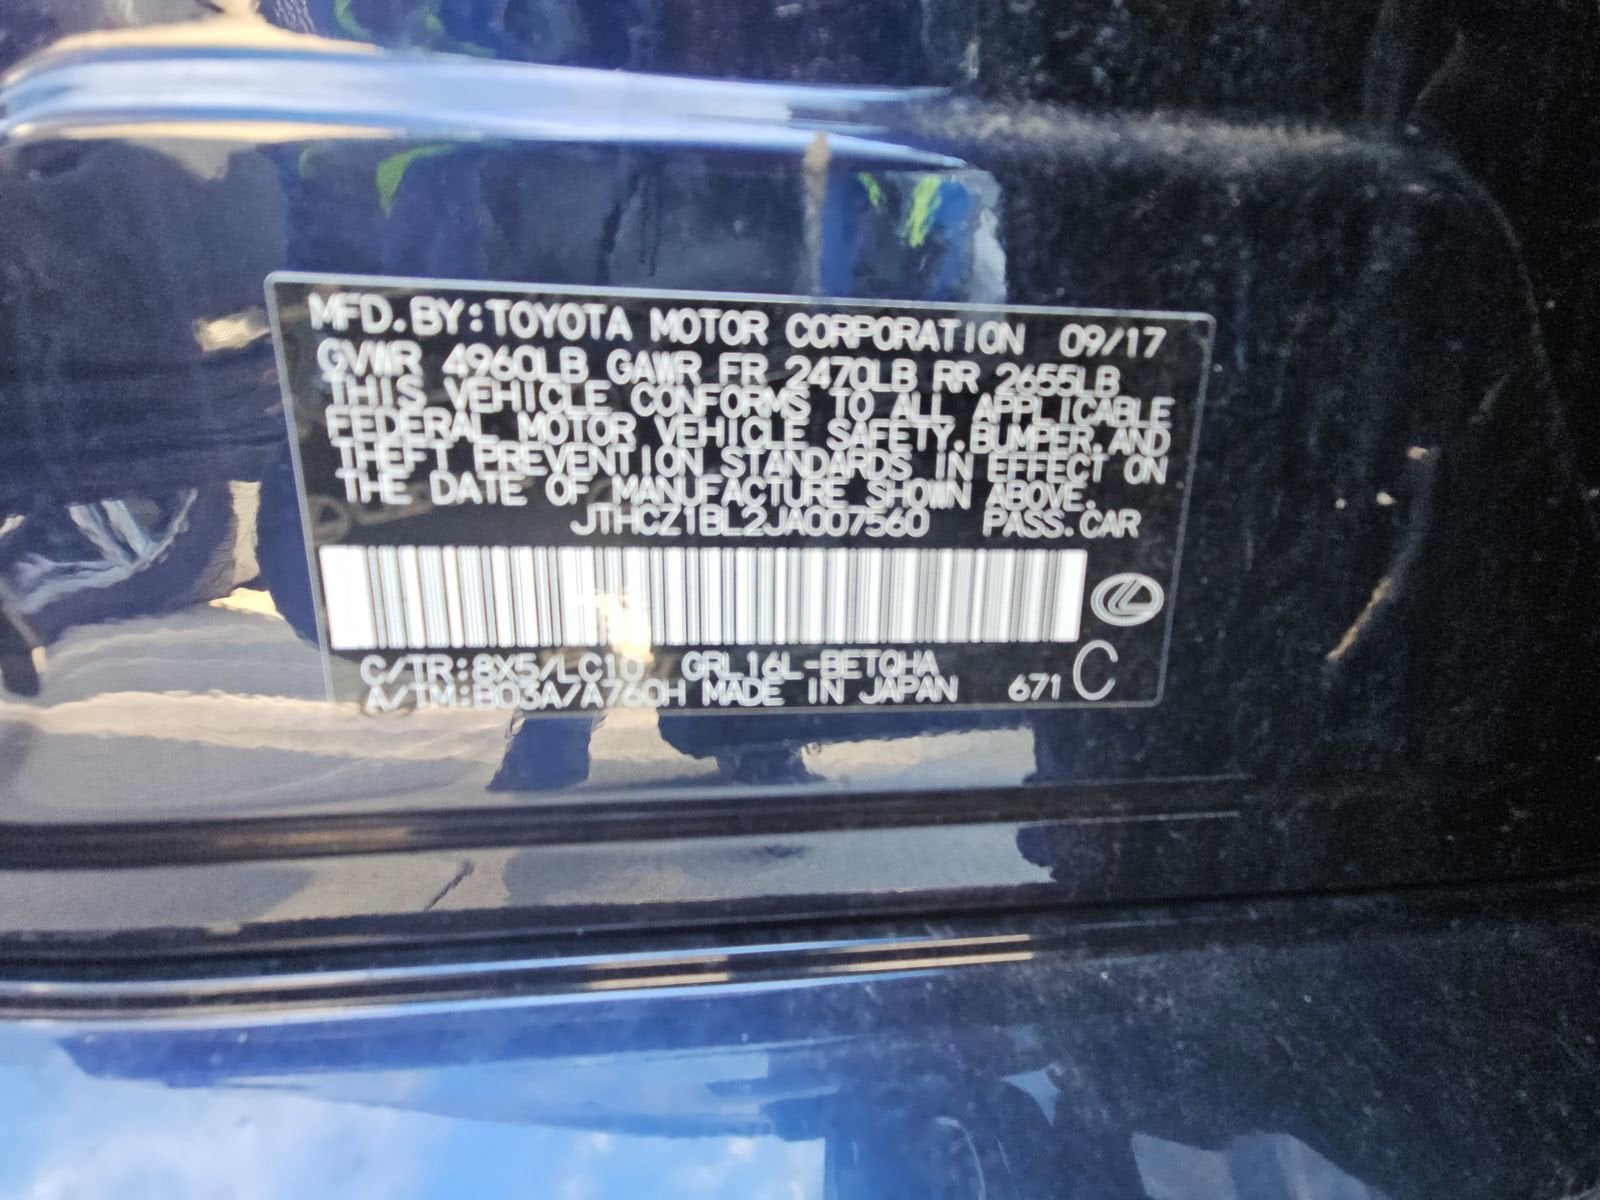 MFD.BY:TOYOTA MOTOR CORPORATION 09/17
GVWR 4960LB GAWR FR 2470LB RR 2655LB
THIS VEHICLE CONFORMS TO ALL APPLICABLE
FEDERAL MOTOR VEHICLE SAFETY,BUMPER,AND
THEFT PREVENTION STANDARDS IN EFFECT ON
THE DATE OF MANUFACTURE SHOWN ABOVE.
JTHCZ1BL2JA007560 PASS.CAR
C/TR:8X5/LC10 GRL16L-BETQHA
A/TM:B03A/A760H MADE IN JAPAN 671 C